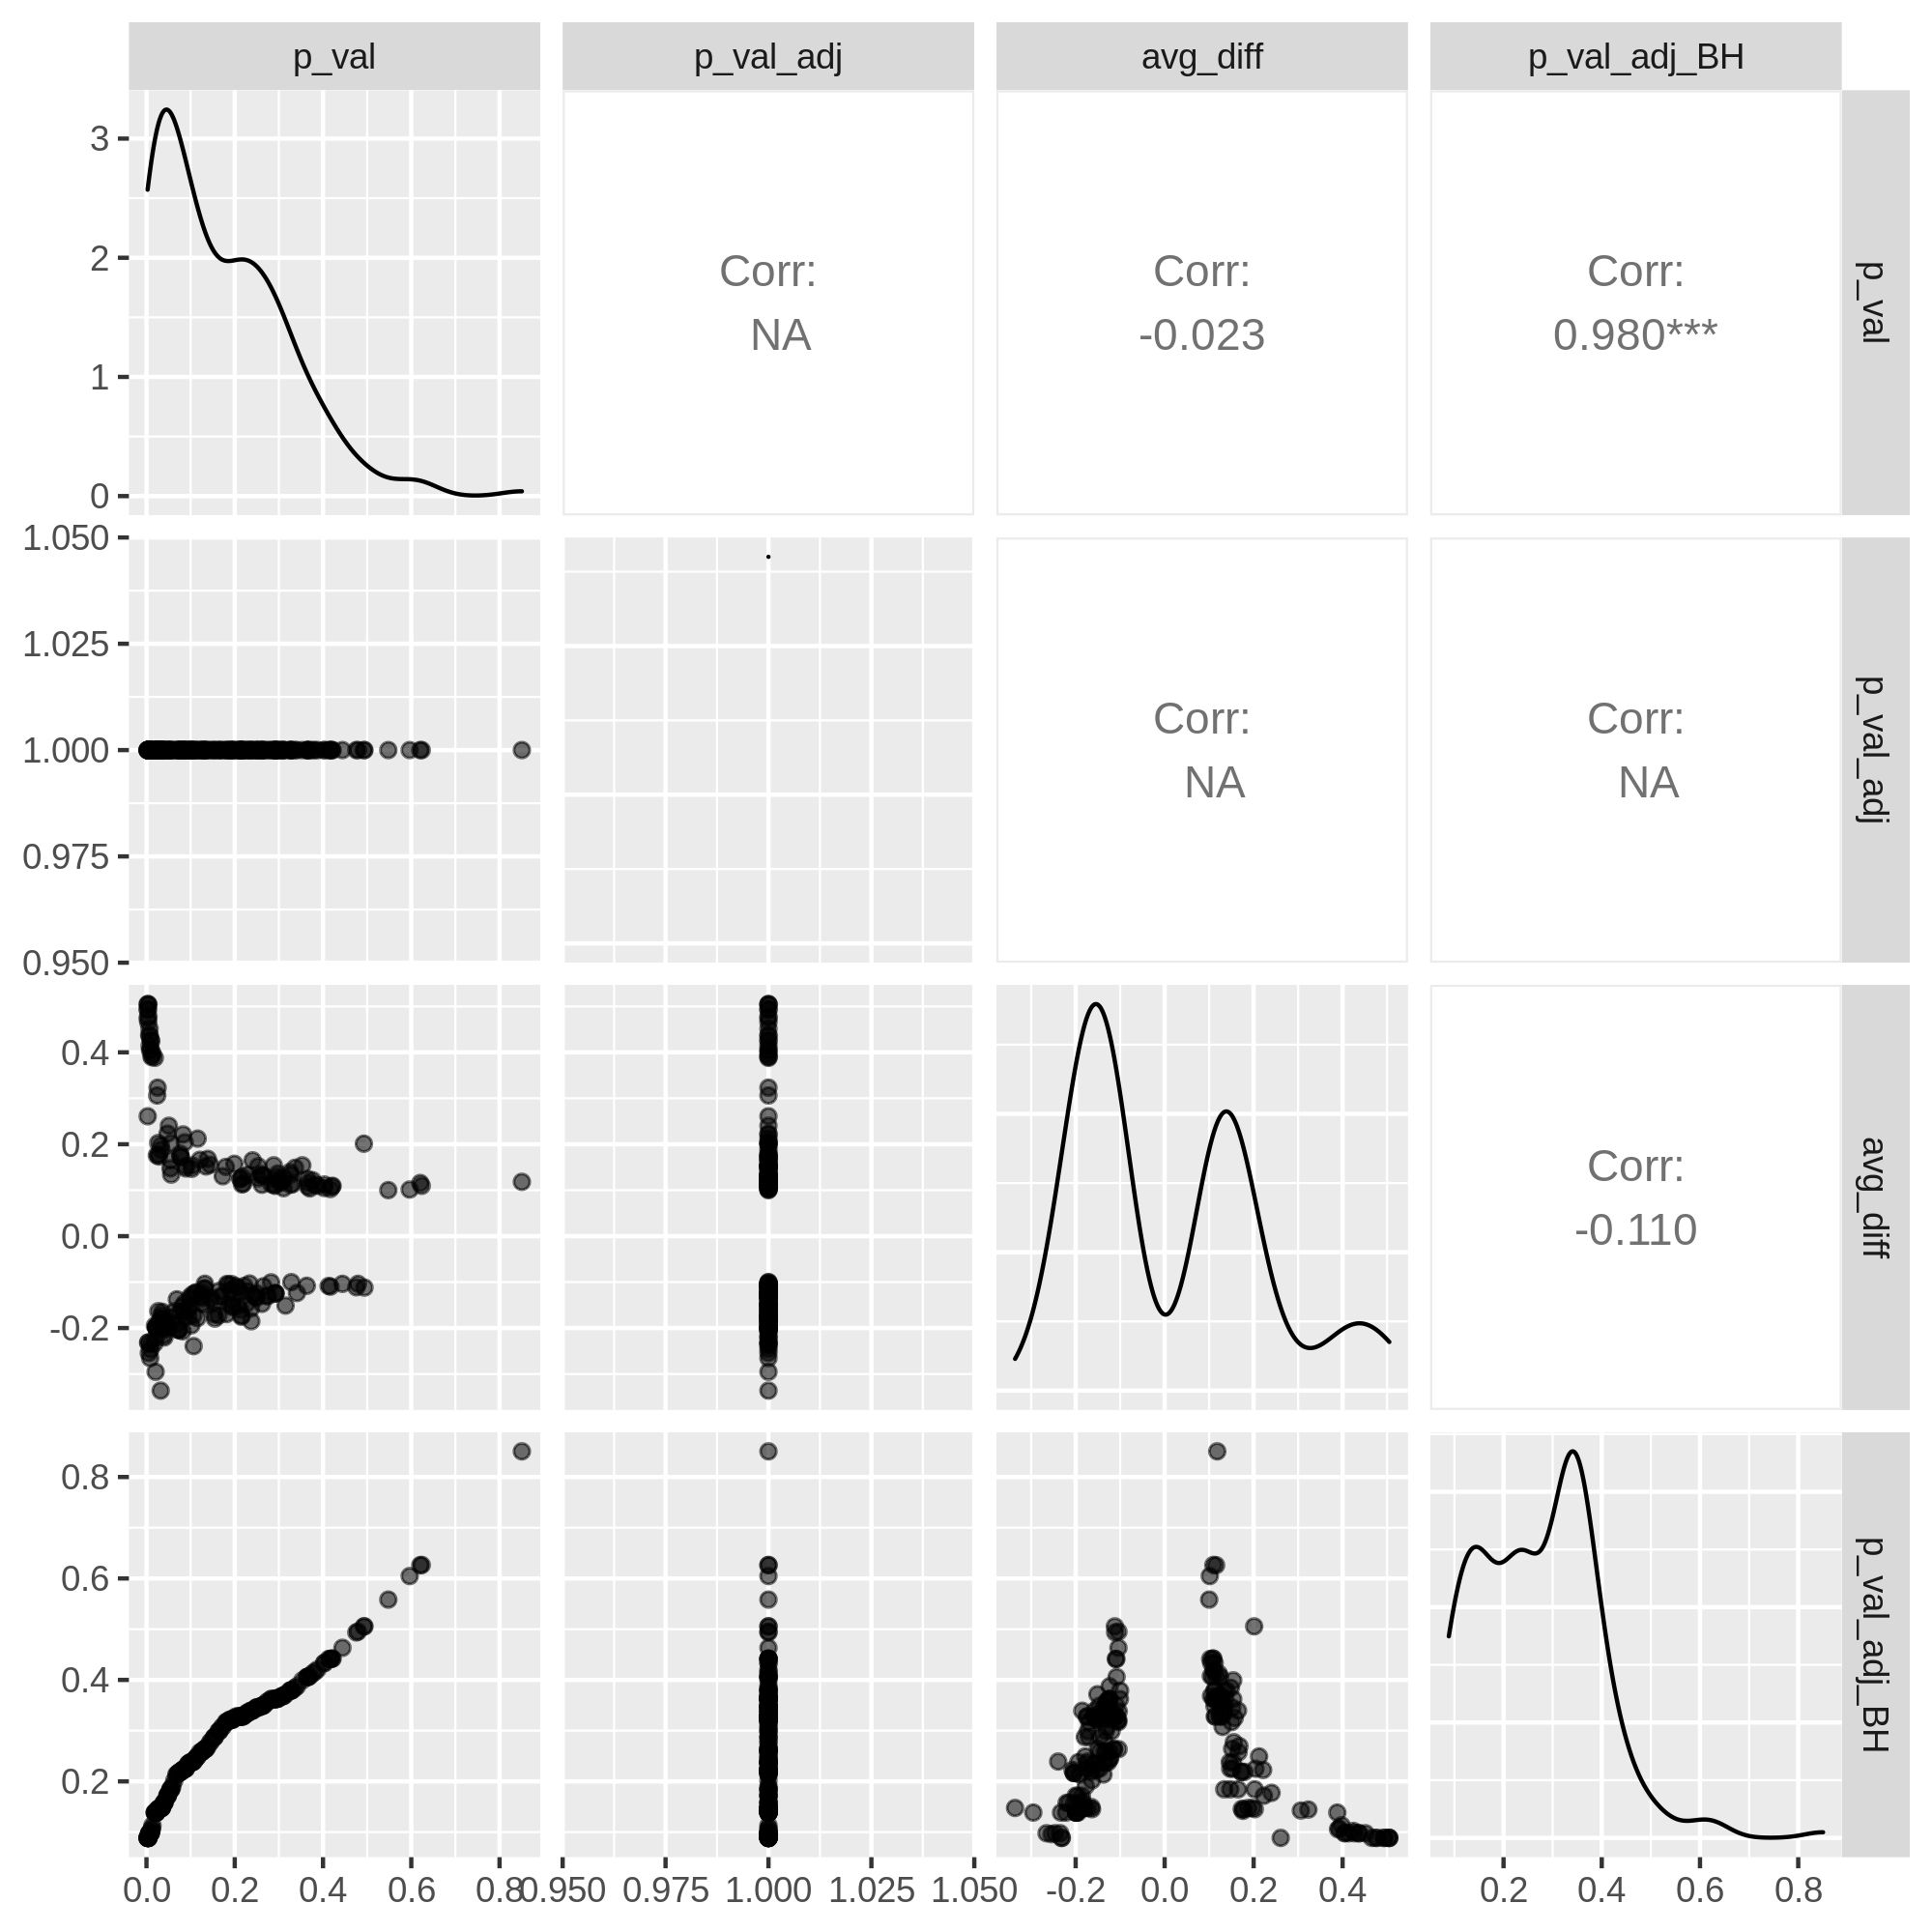 p_val p_val_adj avg_diff p_val_adj_BH
3
2
1
0
Corr:
NA
Corr:
-0.023
Corr:
0.980***
p_val
1.050
1.025
1.000
0.975
0.950
Corr:
NA
Corr:
NA
p_val_adj
0.4
0.2
0.0
-0.2
Corr:
-0.110
avg_diff
0.8
0.6
0.4
0.2
p_val_adj_BH
0.0 0.2 0.4 0.6 0.8 0.950 0.975 1.000 1.025 1.050 -0.2 0.0 0.2 0.4 0.2 0.4 0.6 0.8